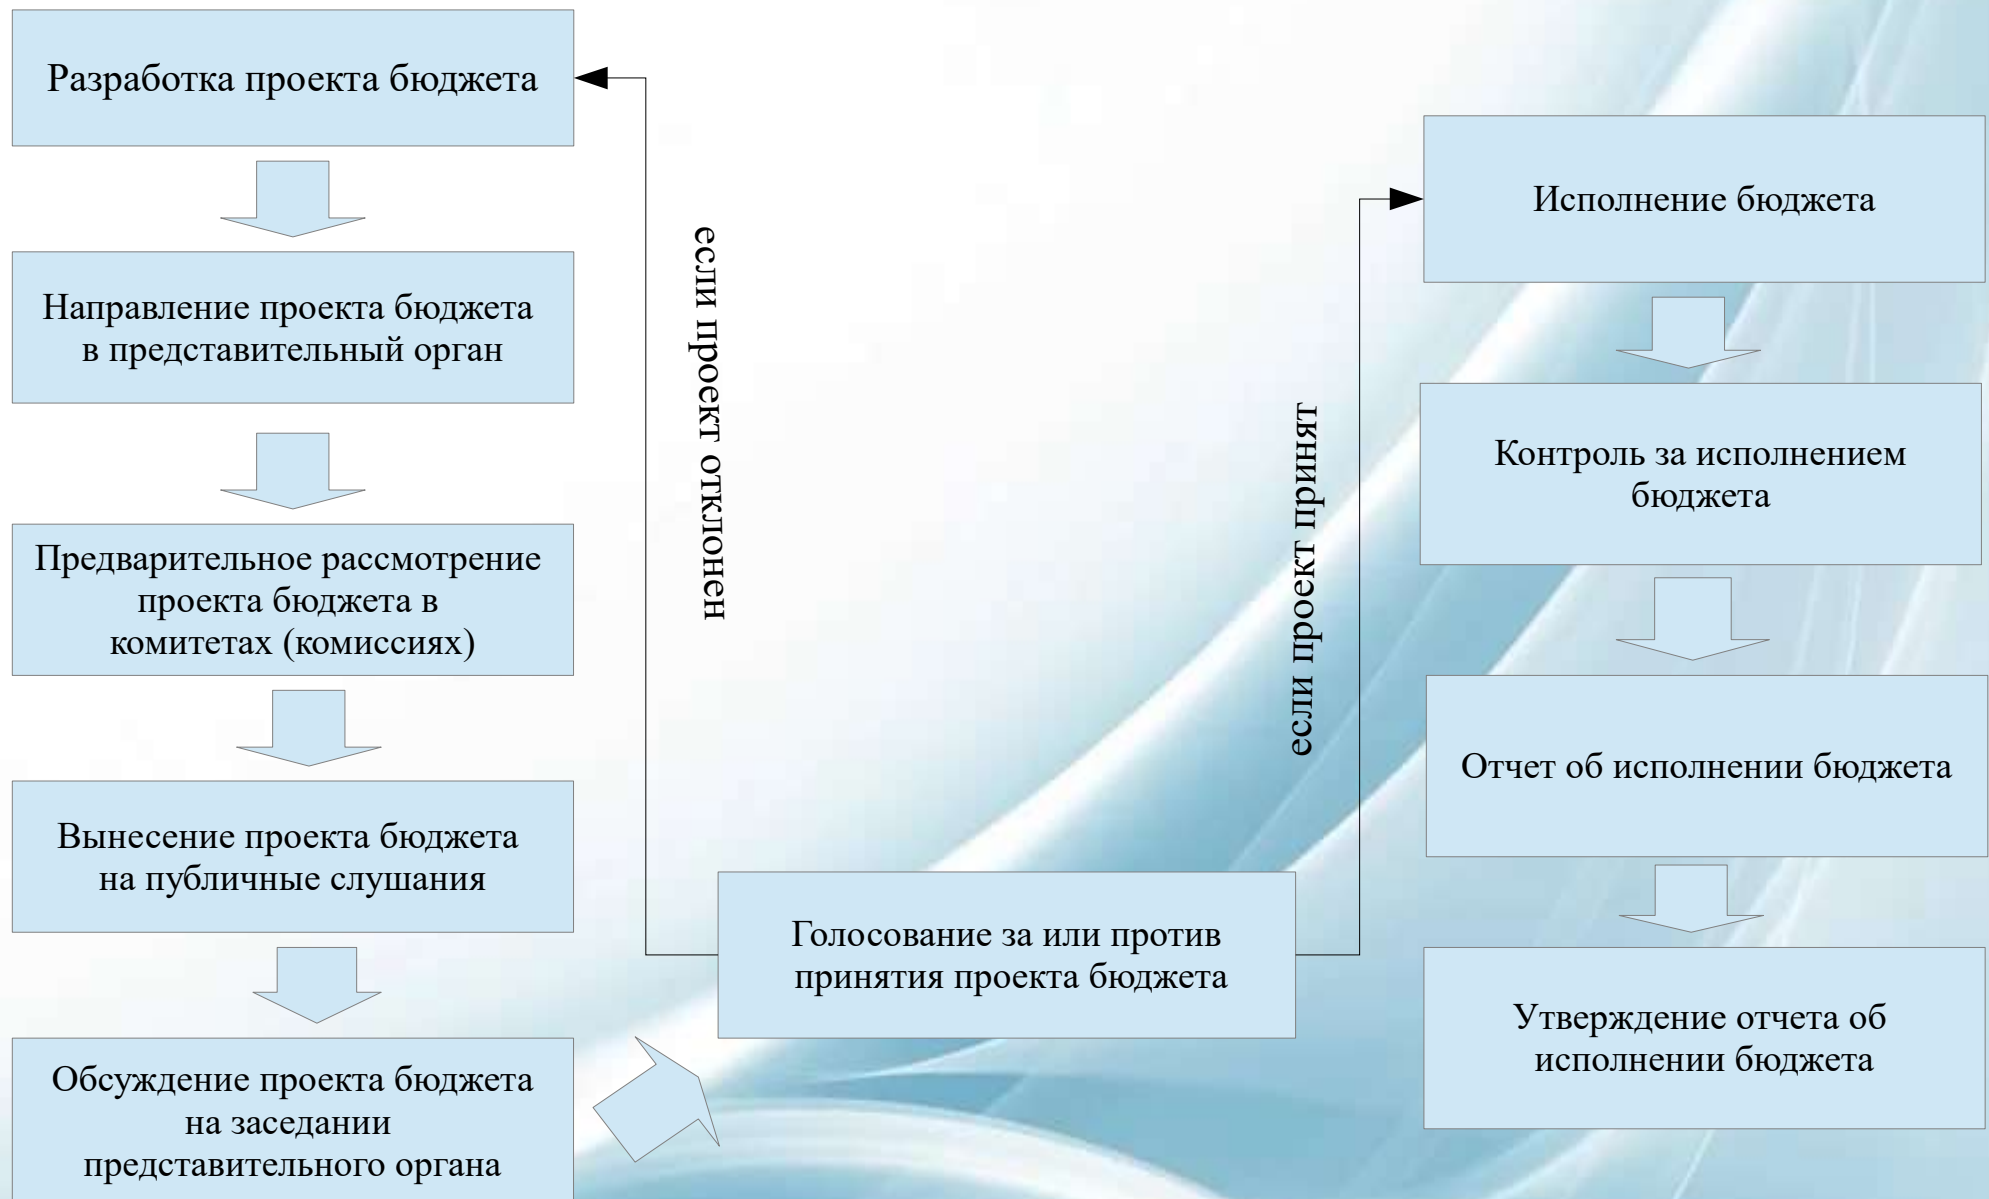 Разработка проекта бюджета
Направление проекта бюджета
в представительный орган
Предварительное рассмотрение
проекта бюджета в
комитетах (комиссиях)
Вынесение проекта бюджета
на публичные слушания
Обсуждение проекта бюджета
на заседании
представительного органа
если проект отклонен
Голосование за или против
принятия проекта бюджета
если проект принят
Исполнение бюджета
Контроль за исполнением
бюджета
Отчет об исполнении бюджета
Утверждение отчета об
исполнении бюджета